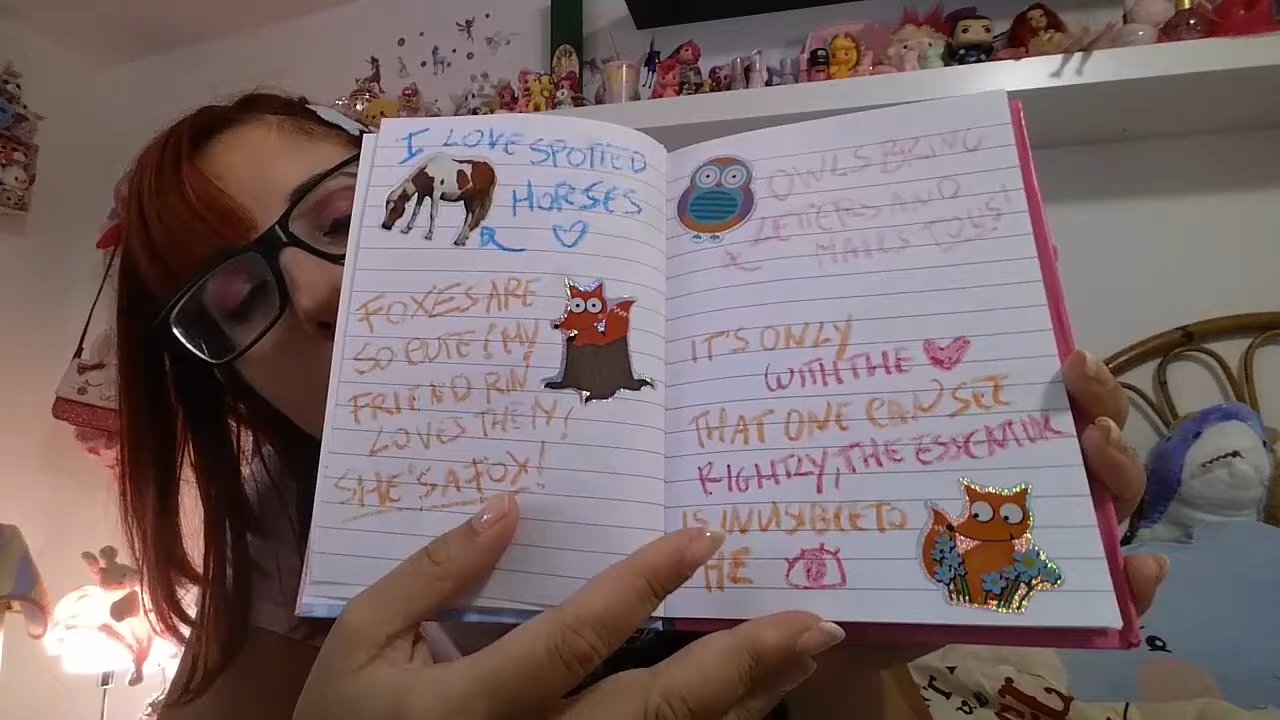 I LOVE SPOTTED
HORSES
FOXES ARE
SO CUTE! MY
FRIEND RIN
LOVES THEM!
SHE'S A FOX!
OWLS BRING
LETTERS AND
MAILS TO US!
IT'S ONLY
WITH THE
THAT ONE CAN SEE
RIGHTLY, THE ESSENTIAL
IS INVISIBLE TO
THE